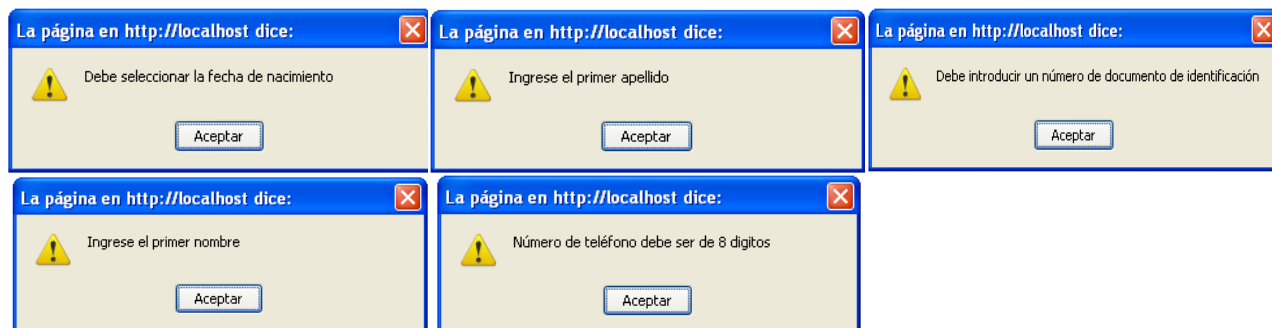 La página en http://localhost dice:
Debe seleccionar la fecha de nacimiento
Aceptar
La página en http://localhost dice:
Ingrese el primer apellido
Aceptar
La página en http://localhost dice:
Debe introducir un número de documento de identificación
Aceptar
La página en http://localhost dice:
Ingrese el primer nombre
Aceptar
La página en http://localhost dice:
Número de teléfono debe ser de 8 digitos
Aceptar